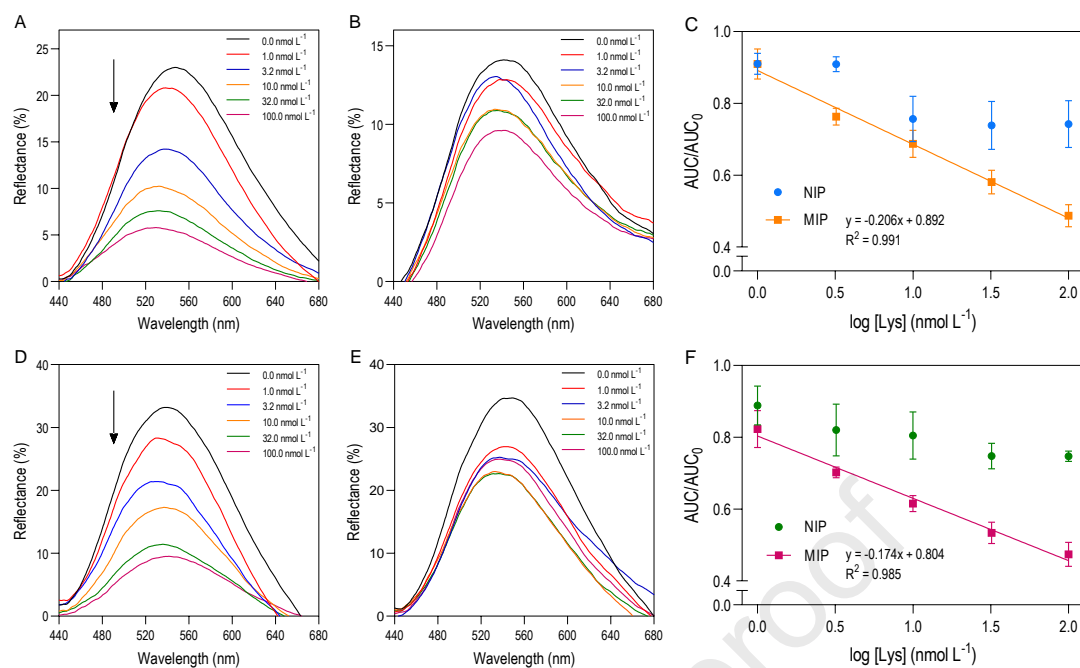 A
25
20
15
10
5
0
440 480 520 560 600 640 680
Reflectance (%)
Wavelength (nm)
0.0 nmol L⁻¹
1.0 nmol L⁻¹
3.2 nmol L⁻¹
10.0 nmol L⁻¹
32.0 nmol L⁻¹
100.0 nmol L⁻¹
B
15
10
5
0
440 480 520 560 600 640 680
Reflectance (%)
Wavelength (nm)
0.0 nmol L⁻¹
1.0 nmol L⁻¹
3.2 nmol L⁻¹
10.0 nmol L⁻¹
32.0 nmol L⁻¹
100.0 nmol L⁻¹
C
1.0
0.8
0.6
0.4
0.0
0.0 0.5 1.0 1.5 2.0
AUC/AUC₀
log [Lys] (nmol L⁻¹)
NIP
MIP y = -0.206x + 0.892
R² = 0.991
D
40
30
20
10
0
440 480 520 560 600 640 680
Reflectance (%)
Wavelength (nm)
0.0 nmol L⁻¹
1.0 nmol L⁻¹
3.2 nmol L⁻¹
10.0 nmol L⁻¹
32.0 nmol L⁻¹
100.0 nmol L⁻¹
E
40
30
20
10
0
440 480 520 560 600 640 680
Reflectance (%)
Wavelength (nm)
0.0 nmol L⁻¹
1.0 nmol L⁻¹
3.2 nmol L⁻¹
10.0 nmol L⁻¹
32.0 nmol L⁻¹
100.0 nmol L⁻¹
F
1.0
0.8
0.6
0.4
0.0
0.0 0.5 1.0 1.5 2.0
AUC/AUC₀
log [Lys] (nmol L⁻¹)
NIP
MIP y = -0.174x + 0.804
R² = 0.985
proof